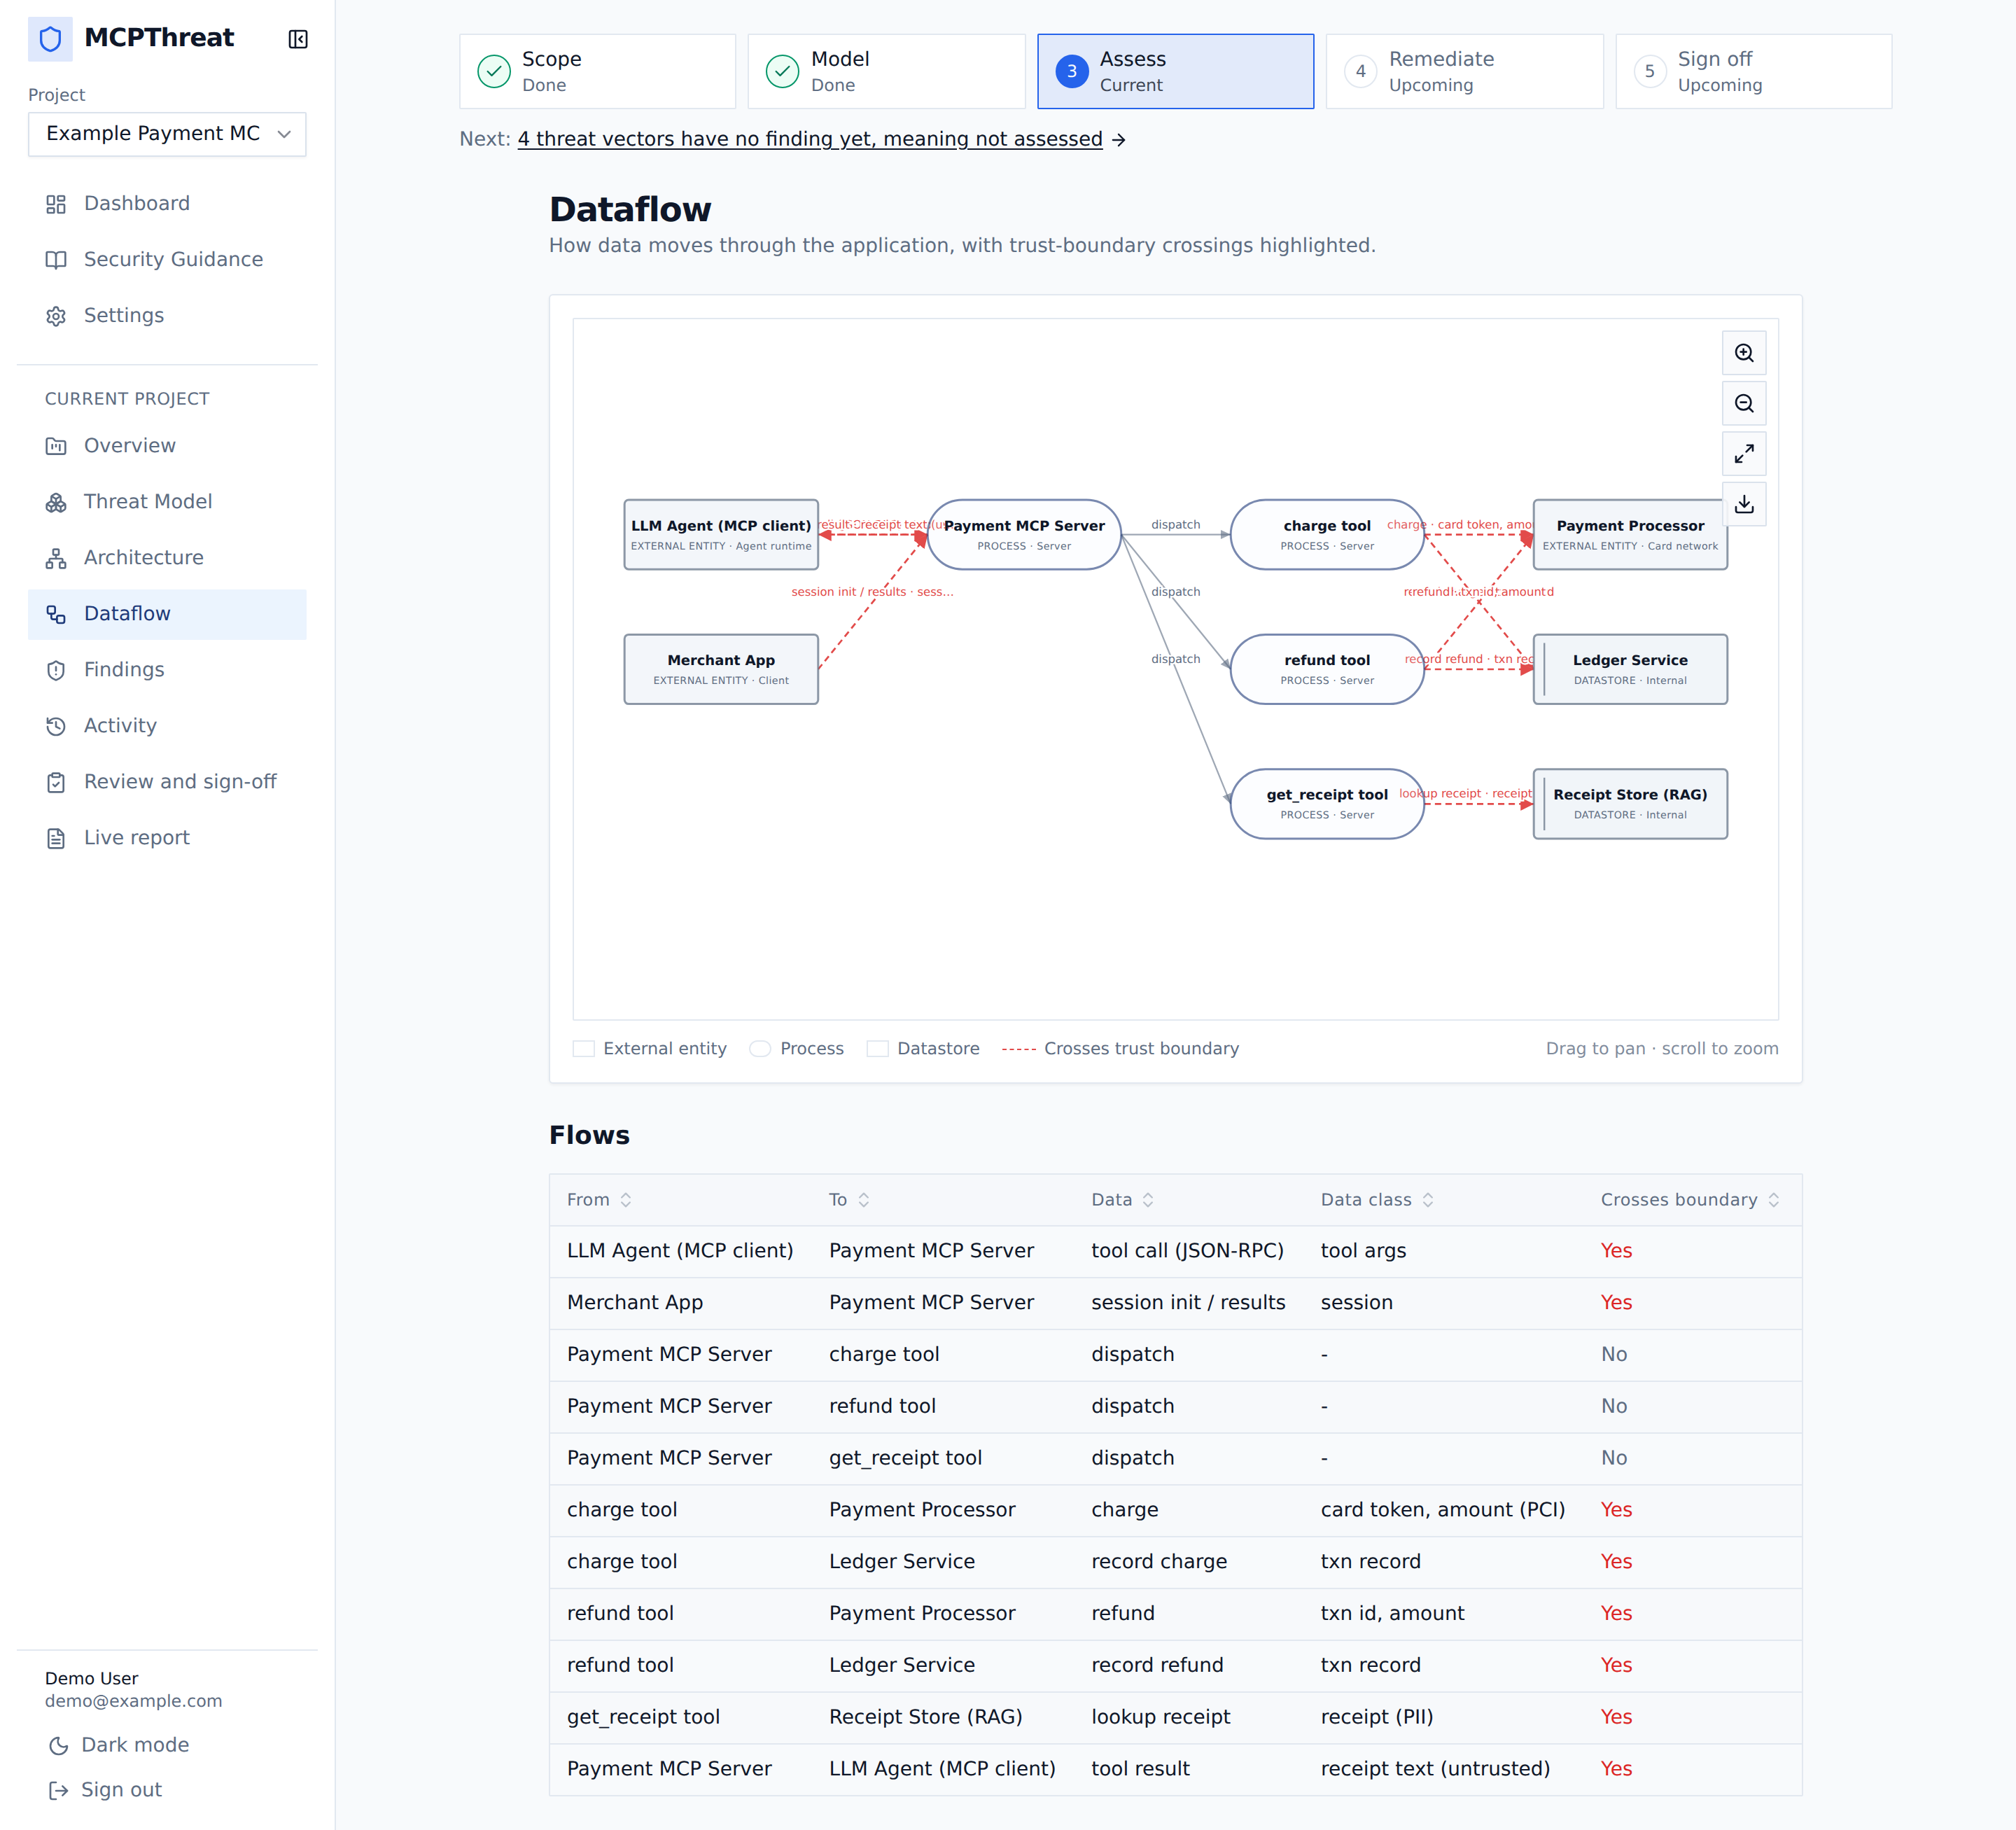 MCPThreat
Project
Example Payment MC
Dashboard
Security Guidance
Settings
CURRENT PROJECT
Overview
Threat Model
Architecture
Dataflow
Findings
Activity
Review and sign-off
Live report
Demo User
demo@example.com
Dark mode
Sign out
Scope
Done
Model
Done
3
Assess
Current
4
Remediate
Upcoming
5
Sign off
Upcoming
Next: 4 threat vectors have no finding yet, meaning not assessed
Dataflow
How data moves through the application, with trust-boundary crossings highlighted.
LLM Agent (MCP client)
EXTERNAL ENTITY · Agent runtime
receipt text
Payment MCP Server
PROCESS · Server
dispatch
charge tool
PROCESS · Server
charge · card token,
Payment Processor
EXTERNAL ENTITY · Card network
session init / results · sess…
dispatch
Merchant App
EXTERNAL ENTITY · Client
dispatch
refund tool
PROCESS · Server
record refund · txn
Ledger Service
DATASTORE · Internal
get_receipt tool
PROCESS · Server
lookup receipt · receipt
Receipt Store (RAG)
DATASTORE · Internal
External entity
Process
Datastore
Crosses trust boundary
Drag to pan · scroll to zoom
Flows
From To Data Data class Crosses boundary
LLM Agent (MCP client) Payment MCP Server tool call (JSON-RPC) tool args Yes
Merchant App Payment MCP Server session init / results session Yes
Payment MCP Server charge tool dispatch - No
Payment MCP Server refund tool dispatch - No
Payment MCP Server get_receipt tool dispatch - No
charge tool Payment Processor charge card token, amount (PCI) Yes
charge tool Ledger Service record charge txn record Yes
refund tool Payment Processor refund txn id, amount Yes
refund tool Ledger Service record refund txn record Yes
get_receipt tool Receipt Store (RAG) lookup receipt receipt (PII) Yes
Payment MCP Server LLM Agent (MCP client) tool result receipt text (untrusted) Yes